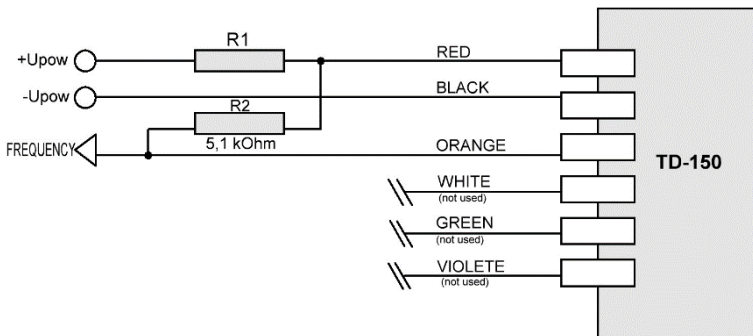 R1
+Upow
RED
-Upow
BLACK
R2
5,1 kOhm
FREQUENCY
ORANGE
TD-150
WHITE
(not used)
GREEN
(not used)
VIOLETE
(not used)